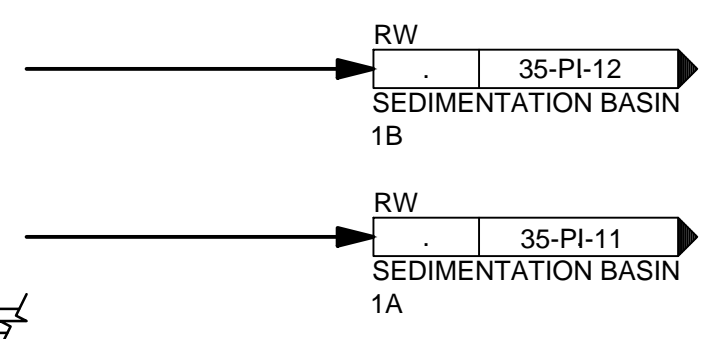 RW
. 35-PI-12
SEDIMENTATION BASIN
1B
RW
. 35-PI-11
SEDIMENTATION BASIN
1A